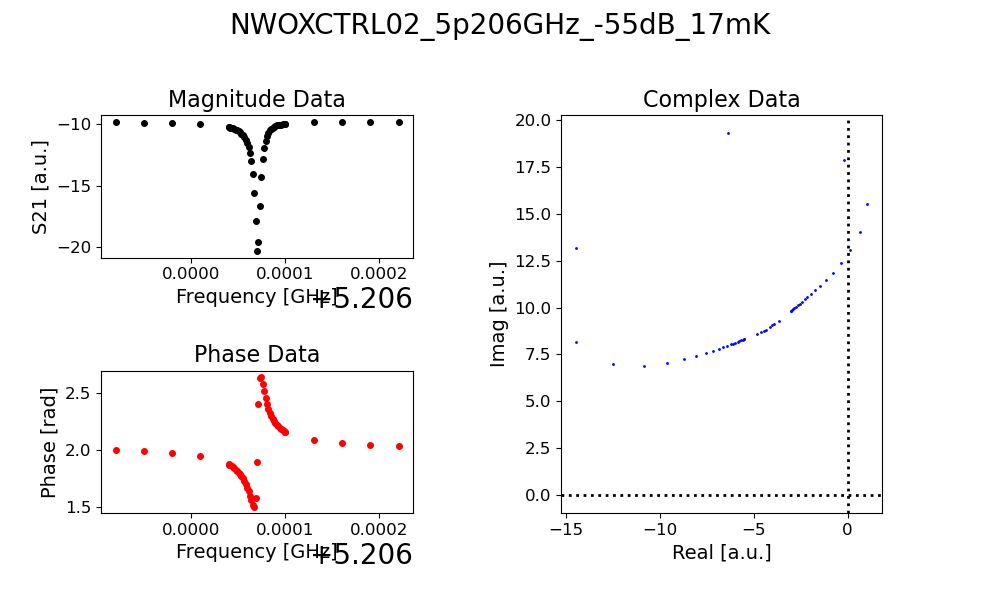 NWOXCTRL02_5p206GHz_-55dB_17mK
Magnitude Data
S21 [a.u.]
−10
−15
−20
0.0000 0.0001 0.0002
Frequency [GHz]
+5.206
Phase Data
Phase [rad]
2.5
2.0
1.5
0.0000 0.0001 0.0002
Frequency [GHz]
+5.206
Complex Data
Imag [a.u.]
20.0
17.5
15.0
12.5
10.0
7.5
5.0
2.5
0.0
−15 −10 −5 0
Real [a.u.]